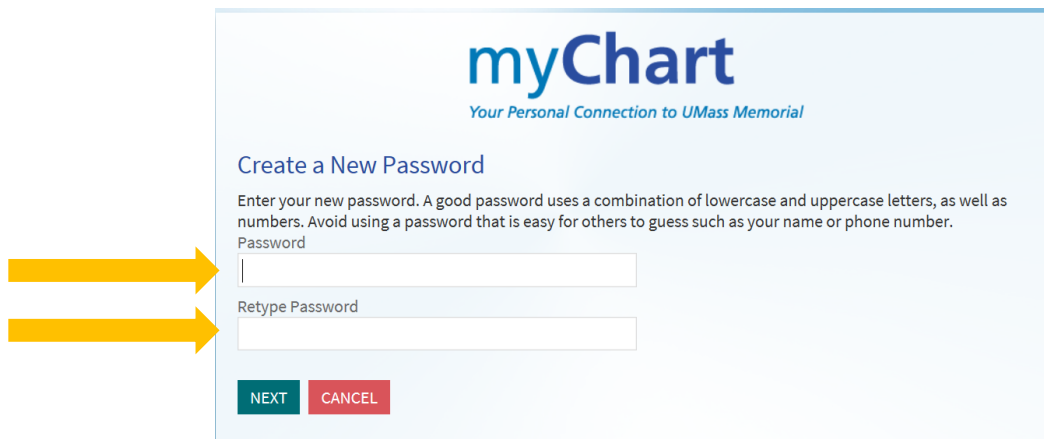 myChart
Your Personal Connection to UMass Memorial
Create a New Password
Enter your new password. A good password uses a combination of lowercase and uppercase letters, as well as
numbers. Avoid using a password that is easy for others to guess such as your name or phone number.
Password
Retype Password
NEXT CANCEL